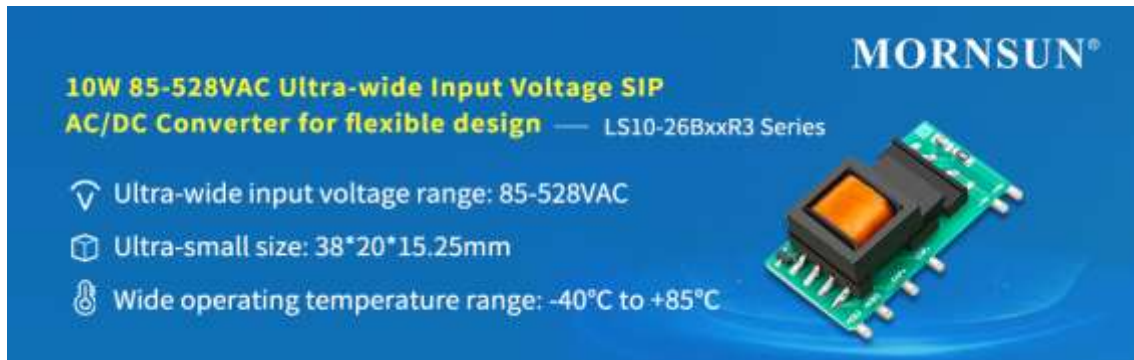 MORNSUN®
10W 85-528VAC Ultra-wide Input Voltage SIP
AC/DC Converter for flexible design — LS10-26BxxR3 Series
Ultra-wide input voltage range: 85-528VAC
Ultra-small size: 38*20*15.25mm
Wide operating temperature range: -40°C to +85°C